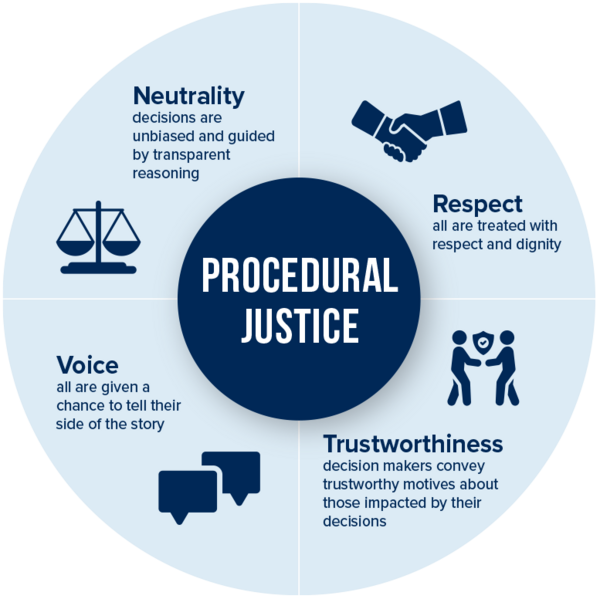 Neutrality
decisions are
unbiased and guided
by transparent
reasoning
Respect
all are treated with
respect and dignity
PROCEDURAL
JUSTICE
Voice
all are given a
chance to tell their
side of the story
Trustworthiness
decision makers convey
trustworthy motives about
those impacted by their
decisions